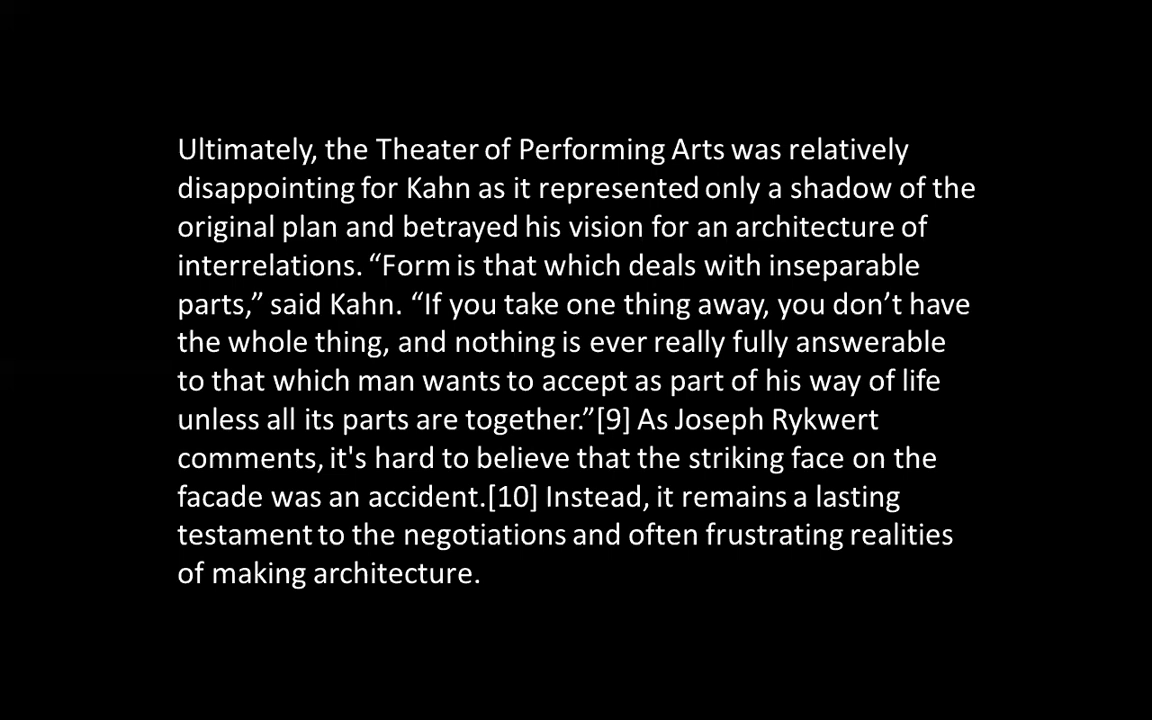 Ultimately, the Theater of Performing Arts was relatively
disappointing for Kahn as it represented only a shadow of the
original plan and betrayed his vision for an architecture of
interrelations. “Form is that which deals with inseparable
parts,” said Kahn. “If you take one thing away, you don’t have
the whole thing, and nothing is ever really fully answerable
to that which man wants to accept as part of his way of life
unless all its parts are together.”[9] As Joseph Rykwert
comments, it's hard to believe that the striking face on the
facade was an accident.[10] Instead, it remains a lasting
testament to the negotiations and often frustrating realities
of making architecture.